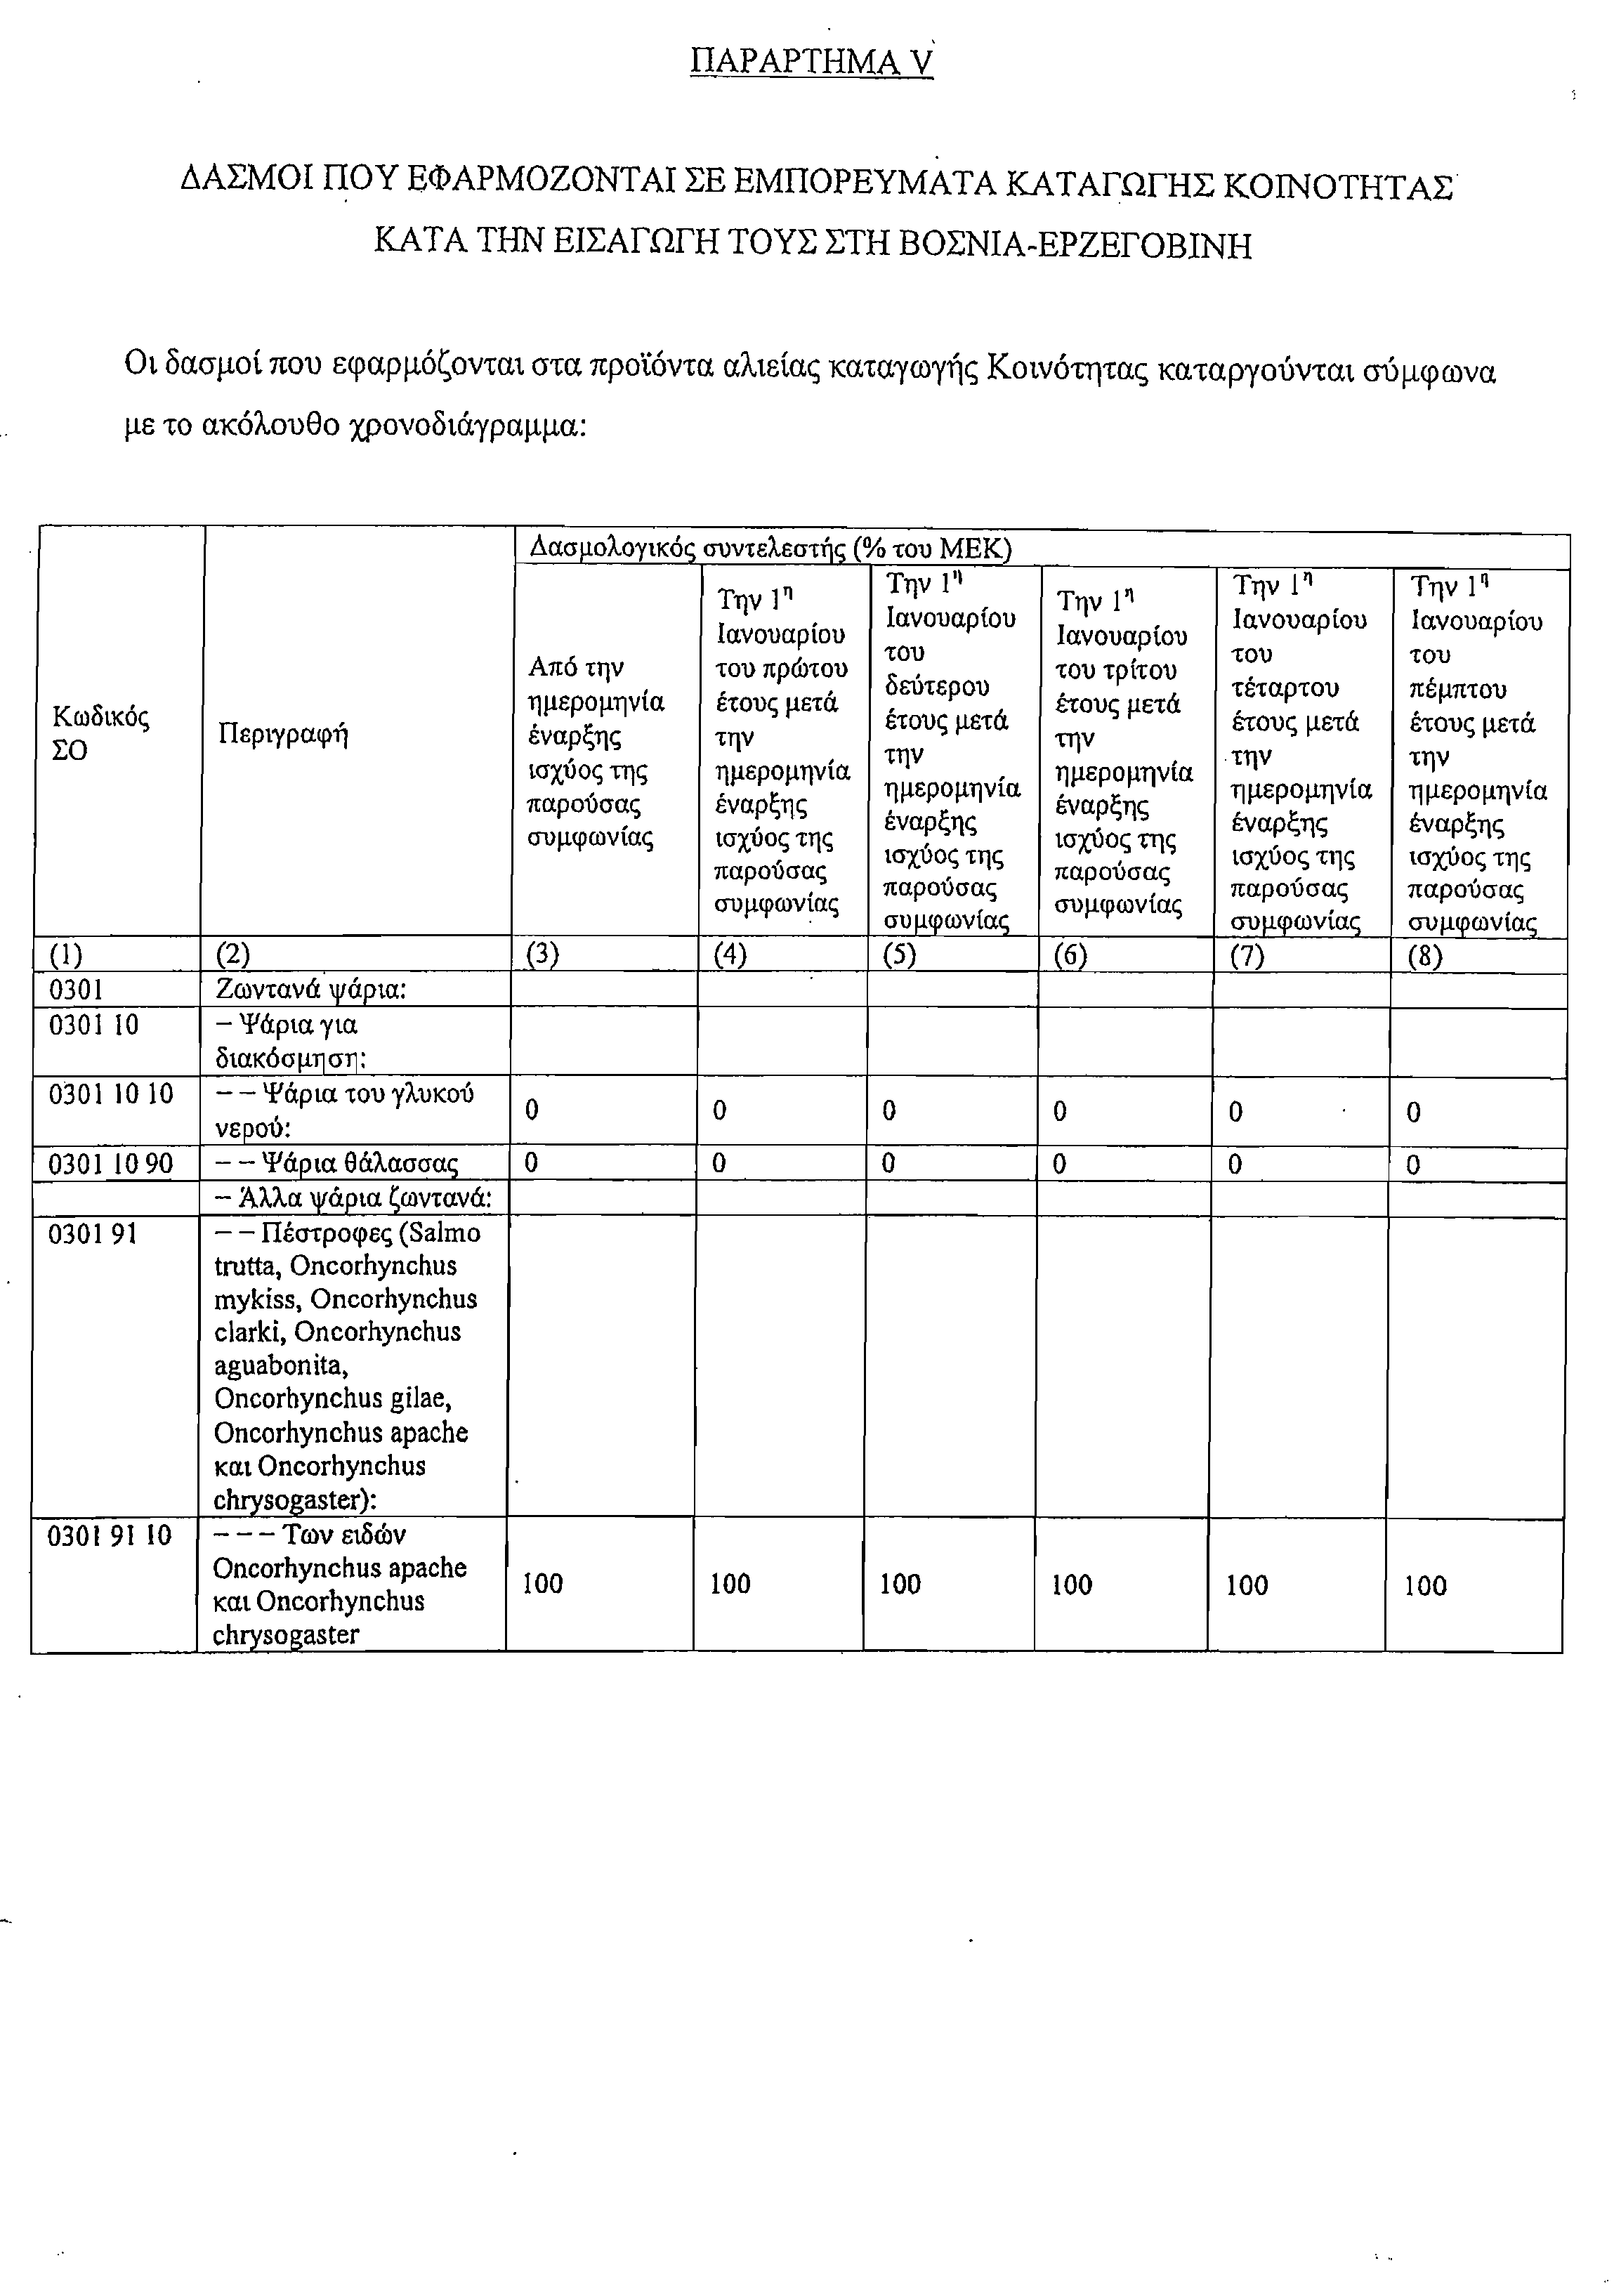 ΠΑΡΑΡΤΗΜΑ V
ΔΑΣΜΟΙ ΠΟΥ ΕΦΑΡΜΟΖΟΝΤΑΙ ΣΕ ΕΜΠΟΡΕΥΜΑΤΑ ΚΑΤΑΓΩΓΗΣ ΚΟΙΝΟΤΗΤΑΣ
ΚΑΤΑ ΤΗΝ ΕΙΣΑΓΩΓΗ ΤΟΥΣ ΣΤΗ ΒΟΣΝΙΑ-ΕΡΖΕΓΟΒΙΝΗ
Οι δασμοί που εφαρμόζονται στα προϊόντα αλιείας καταγωγής Κοινότητας καταργούνται σύμφωνα
με το ακόλουθο χρονοδιάγραμμα:
Κωδικός
ΣΟ
Περιγραφή
Δασμολογικός συντελεστής (% του ΜΕΚ)
Από την
ημερομηνία
έναρξης
ισχύος της
παρούσας
συμφωνίας
Την 1η
Ιανουαρίου
του πρώτου
έτους μετά
την
ημερομηνία
έναρξης
ισχύος της
παρούσας
συμφωνίας
Την 1η
Ιανουαρίου
του
δεύτερου
έτους μετά
την
ημερομηνία
έναρξης
ισχύος της
παρούσας
συμφωνίας
Την 1η
Ιανουαρίου
του τρίτου
έτους μετά
την
ημερομηνία
έναρξης
ισχύος της
παρούσας
συμφωνίας
Την 1η
Ιανουαρίου
του
τέταρτου
έτους μετά
την
ημερομηνία
έναρξης
ισχύος της
παρούσας
συμφωνίας
Την 1η
Ιανουαρίου
του
πέμπτου
έτους μετά
την
ημερομηνία
έναρξης
ισχύος της
παρούσας
συμφωνίας
(1) (2) (3) (4) (5) (6) (7) (8)
0301 Ζωντανά ψάρια:
0301 10 – Ψάρια για
διακόσμηση:
0301 10 10 – – Ψάρια του γλυκού
νερού:
0 0 0 0 0 0
0301 10 90 – – Ψάρια θάλασσας 0 0 0 0 0 0
– Άλλα ψάρια ζωντανά:
0301 91 – – Πέστροφες (Salmo
trutta, Oncorhynchus
mykiss, Oncorhynchus
clarki, Oncorhynchus
aguabonita,
Oncorhynchus gilae,
Oncorhynchus apache
και Oncorhynchus
chrysogaster):
0301 91 10 – – – Των ειδών
Oncorhynchus apache
και Oncorhynchus
chrysogaster
100 100 100 100 100 100